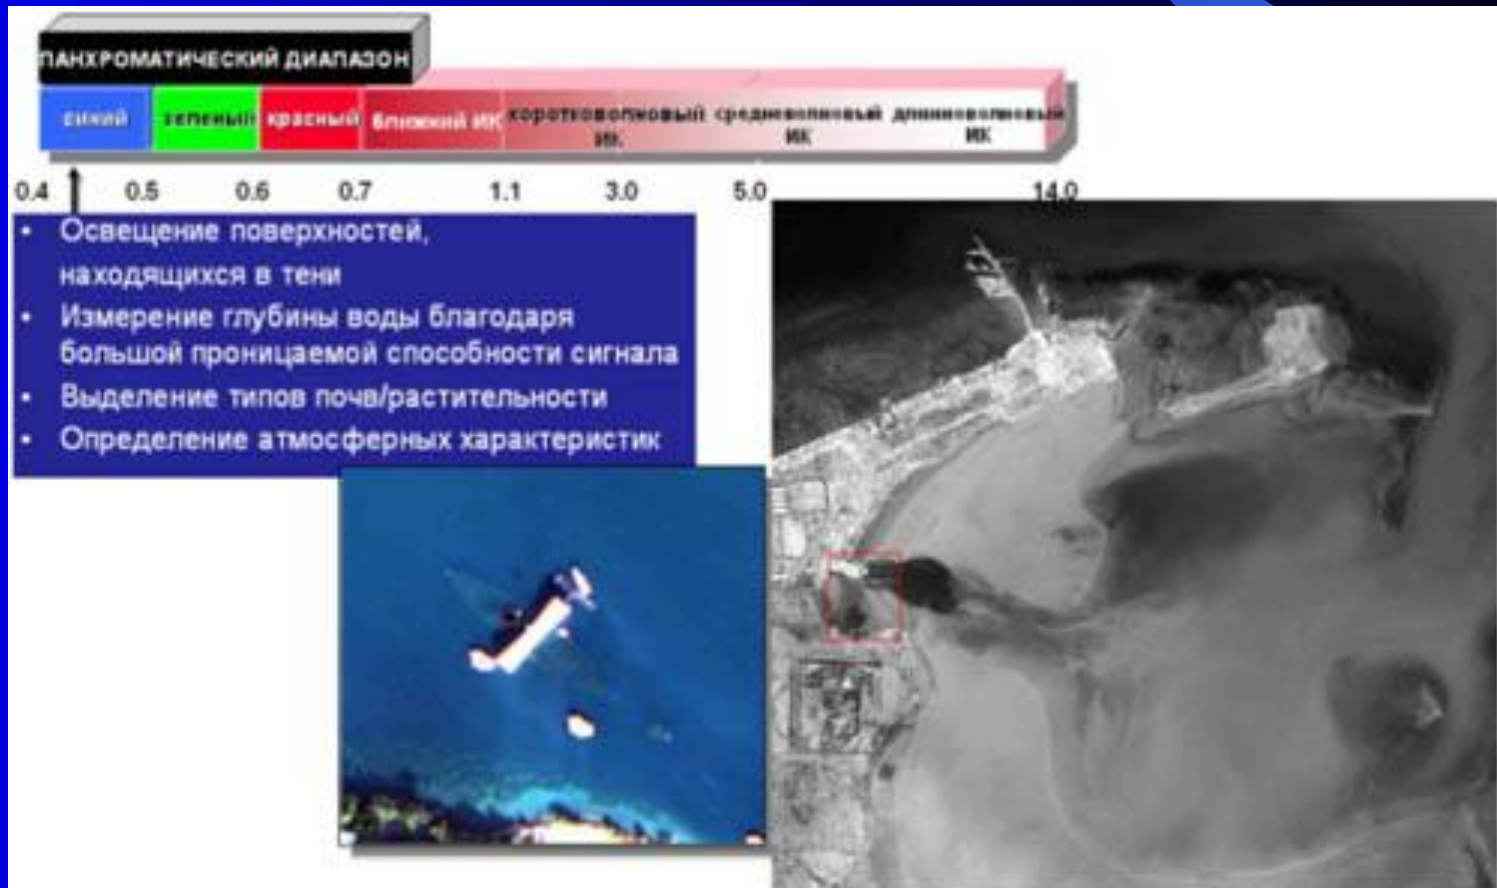 ПАНХРОМАТИЧЕСКИЙ ДИАПАЗОН
синий зеленый красный ближний ИК коротковолновый ИК средневолновый ИК длинноволновый ИК
0.4 0.5 0.6 0.7 1.1 3.0 5.0 14.0
• Освещение поверхностей,
находящихся в тени
• Измерение глубины воды благодаря
большой проницаемой способности сигнала
• Выделение типов почв/растительности
• Определение атмосферных характеристик